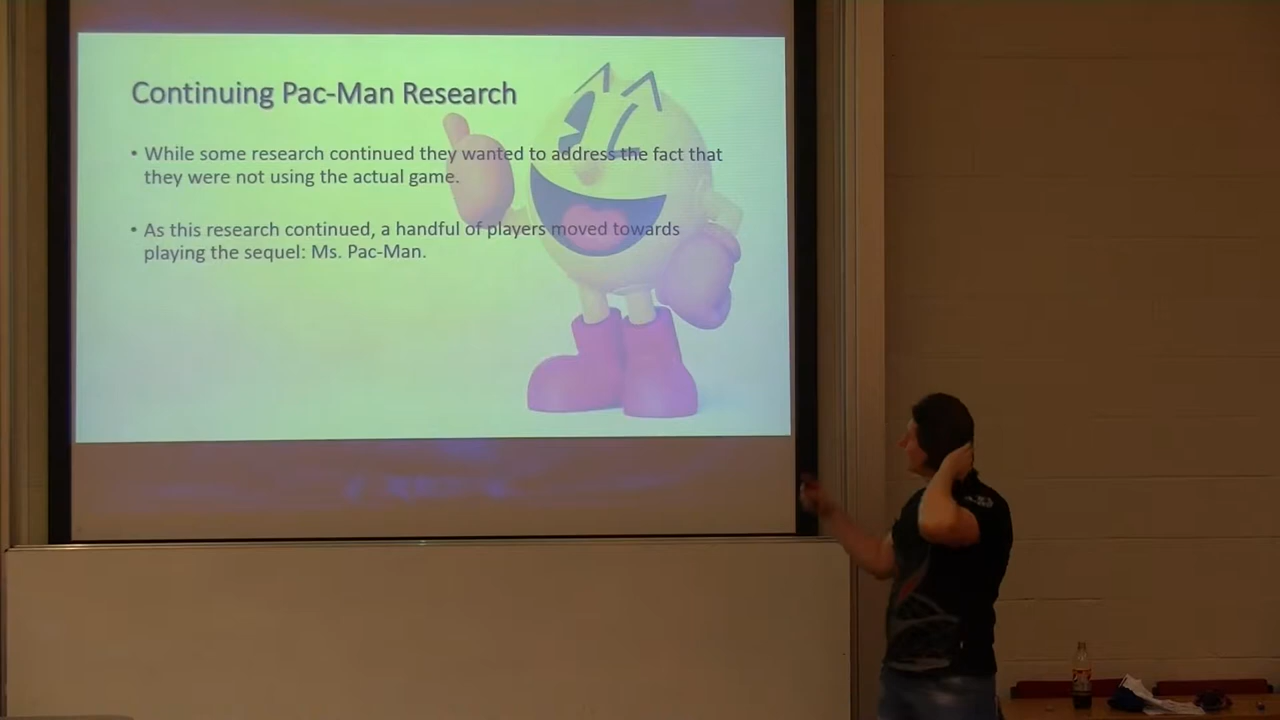 Continuing Pac-Man Research
• While some research continued they wanted to address the fact that
they were not using the actual game.
• As this research continued, a handful of players moved towards
playing the sequel: Ms. Pac-Man.